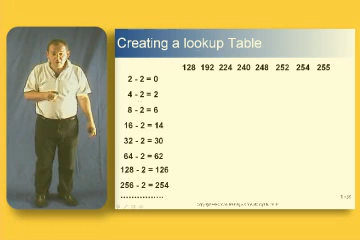 Creating a lookup Table
128 192 224 240 248 252 254 255
2 - 2 = 0
4 - 2 = 2
8 - 2 = 6
16 - 2 = 14
32 - 2 = 30
64 - 2 = 62
128 - 2 = 126
256 - 2 = 254
................